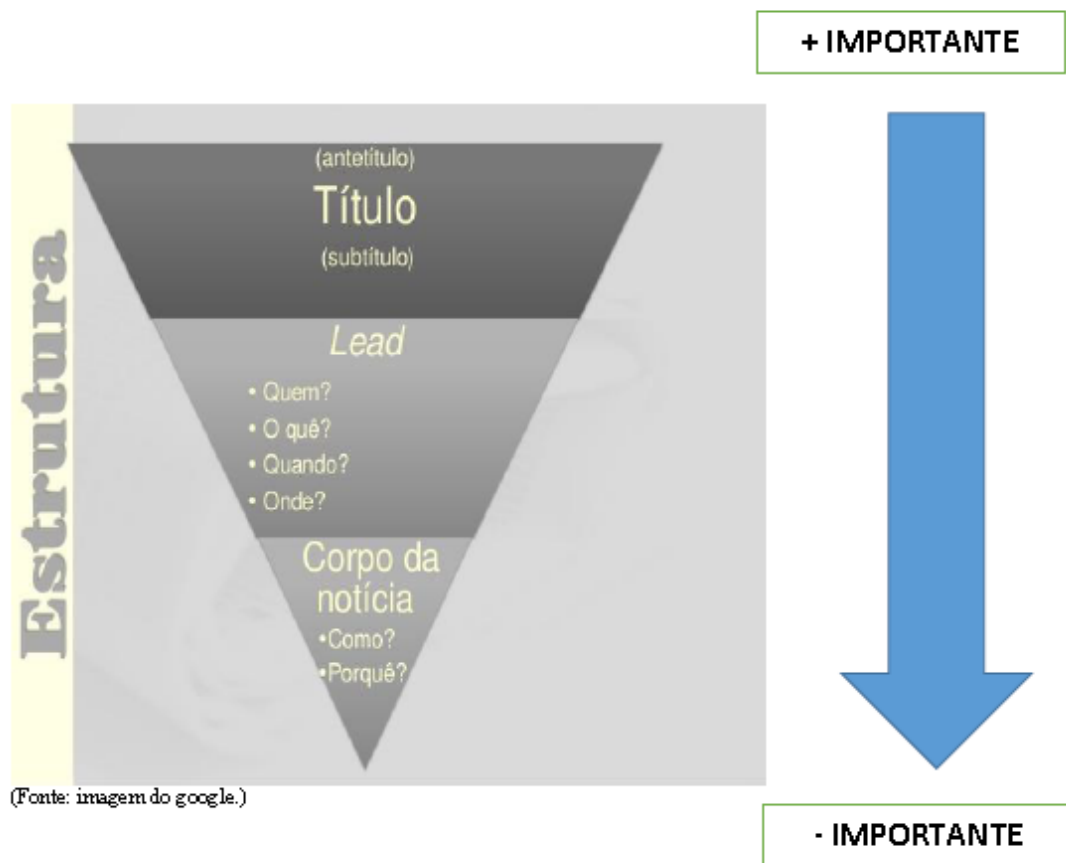 + IMPORTANTE
Estrutura
(antetítulo)
Título
(subtítulo)
Lead
• Quem?
• O quê?
• Quando?
• Onde?
Corpo da
notícia
•Como?
•Porquê?
(Fonte: imagem do google.)
- IMPORTANTE